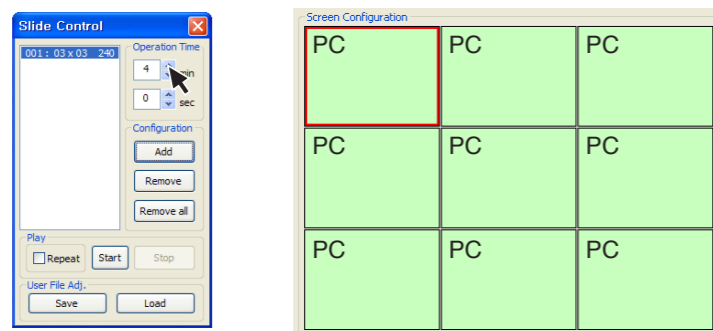 Slide Control
001 : 03 x 03 240
Operation Time
4 min
0 sec
Configuration
Add
Remove
Remove all
Play
Repeat
Start
Stop
User File Adj.
Save
Load
Screen Configuration
PC PC PC
PC PC PC
PC PC PC